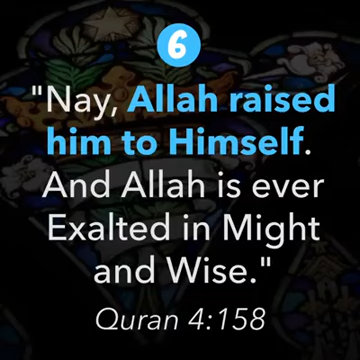 6
"Nay, Allah raised
him to Himself.
And Allah is ever
Exalted in Might
and Wise."
Quran 4:158